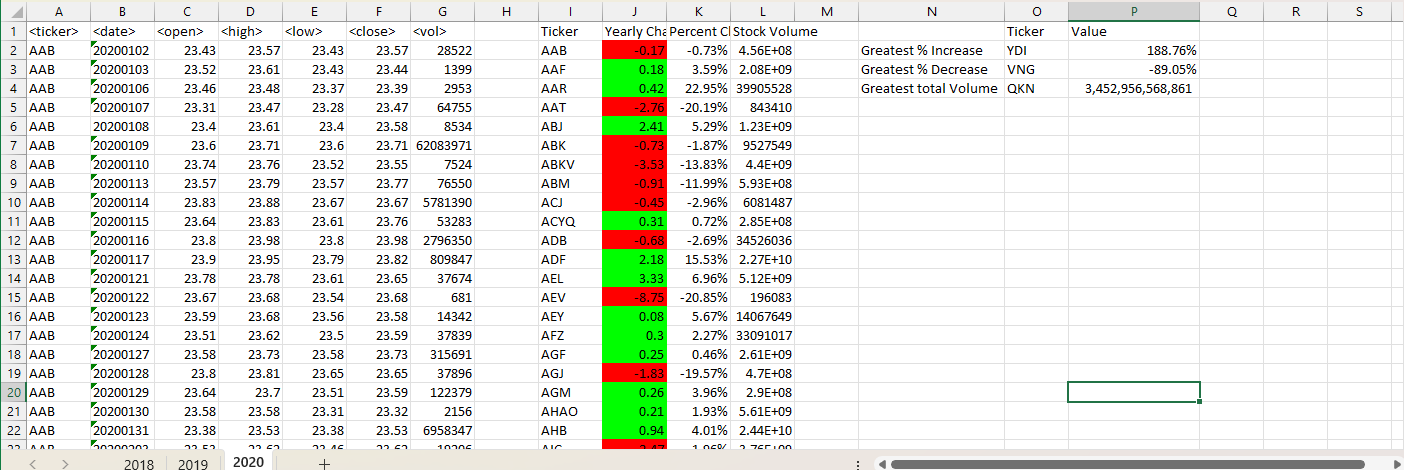 A B C D E F G H I J K L M N O P Q R S
1 <ticker> <date> <open> <high> <low> <close> <vol> Ticker Yearly Cha Percent Cl Stock Volume Ticker Value
2 AAB 20200102 23.43 23.57 23.43 23.57 28522 AAB -0.17 -0.73% 4.56E+08 Greatest % Increase YDI 188.76%
3 AAB 20200103 23.52 23.61 23.43 23.44 1399 AAF 0.18 3.59% 2.08E+09 Greatest % Decrease VNG -89.05%
4 AAB 20200106 23.46 23.48 23.37 23.39 2953 AAR 0.42 22.95% 39905528 Greatest total Volume QKN 3,452,956,568,861
5 AAB 20200107 23.31 23.47 23.28 23.47 64755 AAT -2.76 -20.19% 843410
6 AAB 20200108 23.4 23.61 23.4 23.58 8534 ABJ 2.41 5.29% 1.23E+09
7 AAB 20200109 23.6 23.71 23.6 23.71 62083971 ABK -0.73 -1.87% 9527549
8 AAB 20200110 23.74 23.76 23.52 23.55 7524 ABKV -3.53 -13.83% 4.4E+09
9 AAB 20200113 23.57 23.79 23.57 23.77 76550 ABM -0.91 -11.99% 5.93E+08
10 AAB 20200114 23.83 23.88 23.67 23.67 5781390 ACJ -0.45 -2.96% 6081487
11 AAB 20200115 23.64 23.83 23.61 23.76 53283 ACYQ 0.31 0.72% 2.85E+08
12 AAB 20200116 23.8 23.98 23.8 23.98 2796350 ADB -0.68 -2.69% 34526036
13 AAB 20200117 23.9 23.95 23.79 23.82 809847 ADF 2.18 15.53% 2.27E+10
14 AAB 20200121 23.78 23.78 23.61 23.65 37674 AEL 3.33 6.96% 5.12E+09
15 AAB 20200122 23.67 23.68 23.54 23.68 681 AEV -8.75 -20.85% 196083
16 AAB 20200123 23.59 23.68 23.56 23.58 14342 AEY 0.08 5.67% 14067649
17 AAB 20200124 23.51 23.62 23.5 23.59 37839 AFZ 0.3 2.27% 33091017
18 AAB 20200127 23.58 23.73 23.58 23.73 315691 AGF 0.25 0.46% 2.61E+09
19 AAB 20200128 23.8 23.81 23.65 23.65 37896 AGJ -1.83 -19.57% 4.7E+08
20 AAB 20200129 23.64 23.7 23.51 23.59 122379 AGM 0.26 3.96% 2.9E+08
21 AAB 20200130 23.58 23.58 23.31 23.32 2156 AHAO 0.21 1.93% 5.61E+09
22 AAB 20200131 23.38 23.53 23.38 23.53 6958347 AHB 0.94 4.01% 2.44E+10
2018 2019 2020